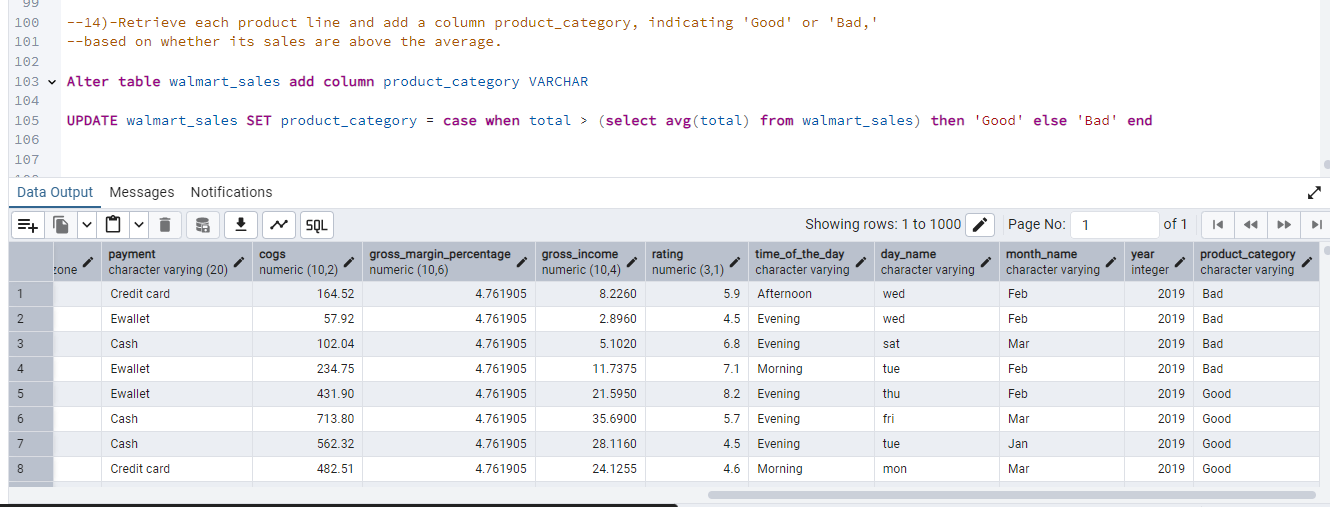 99
100 --14)-Retrieve each product line and add a column product_category, indicating 'Good' or 'Bad,'
101 --based on whether its sales are above the average.
102
103 Alter table walmart_sales add column product_category VARCHAR
104
105 UPDATE walmart_sales SET product_category = case when total > (select avg(total) from walmart_sales) then 'Good' else 'Bad' end
106
107
Data Output Messages Notifications
SQL Showing rows: 1 to 1000 Page No: 1 of 1
payment cogs gross_margin_percentage gross_income rating time_of_the_day day_name month_name year product_category
zone character varying (20) numeric (10,2) numeric (10,6) numeric (10,4) numeric (3,1) character varying character varying character varying integer character varying
1 Credit card 164.52 4.761905 8.2260 5.9 Afternoon wed Feb 2019 Bad
2 Ewallet 57.92 4.761905 2.8960 4.5 Evening wed Feb 2019 Bad
3 Cash 102.04 4.761905 5.1020 6.8 Evening sat Mar 2019 Bad
4 Ewallet 234.75 4.761905 11.7375 7.1 Morning tue Feb 2019 Bad
5 Ewallet 431.90 4.761905 21.5950 8.2 Evening thu Feb 2019 Good
6 Cash 713.80 4.761905 35.6900 5.7 Evening fri Mar 2019 Good
7 Cash 562.32 4.761905 28.1160 4.5 Evening tue Jan 2019 Good
8 Credit card 482.51 4.761905 24.1255 4.6 Morning mon Mar 2019 Good